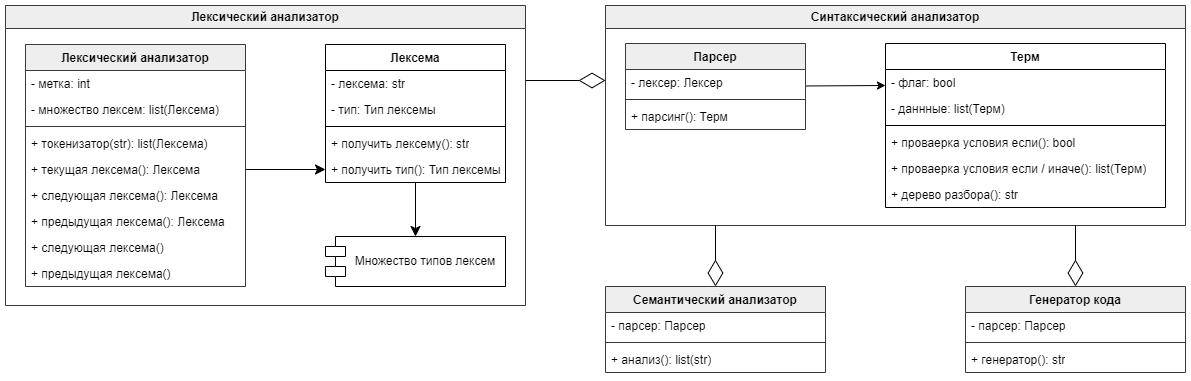 Лексический анализатор
Лексический анализатор
- метка: int
- множество лексем: list(Лексема)
+ токенизатор(str): list(Лексема)
+ текущая лексема(): Лексема
+ следующая лексема(): Лексема
+ предыдущая лексема(): Лексема
+ следующая лексема()
+ предыдущая лексема()
Лексема
- лексема: str
- тип: Тип лексемы
+ получить лексему(): str
+ получить тип(): Тип лексемы
Множество типов лексем
Синтаксический анализатор
Парсер
- лексер: Лексер
+ парсинг(): Терм
Терм
- флаг: bool
- даннные: list(Терм)
+ проваерка условия если(): bool
+ проваерка условия если / иначе(): list(Терм)
+ дерево разбора(): str
Семантический анализатор
- парсер: Парсер
+ анализ(): list(str)
Генератор кода
- парсер: Парсер
+ генератор(): str